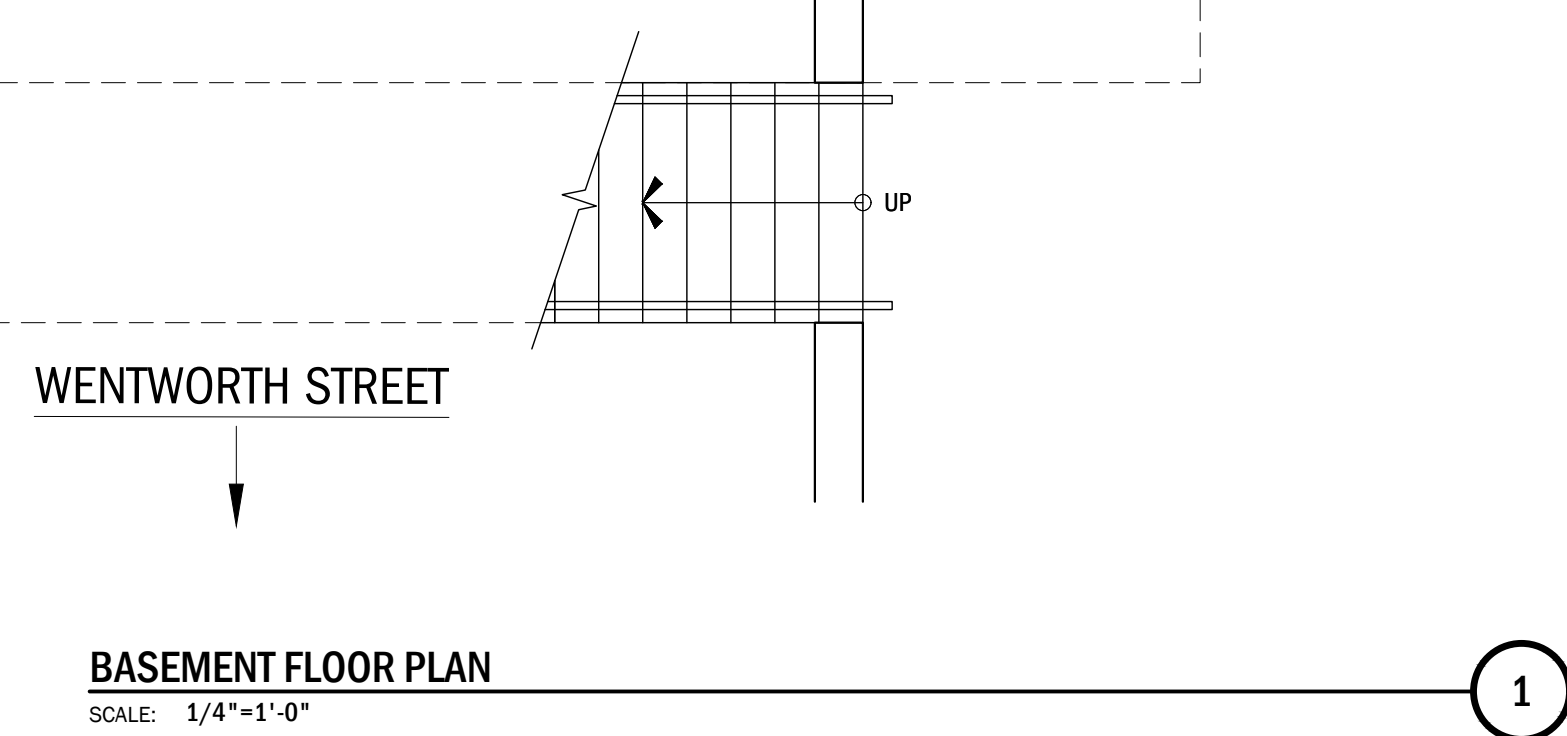 UP
WENTWORTH STREET
BASEMENT FLOOR PLAN
1
SCALE: 1/4"=1'-0"